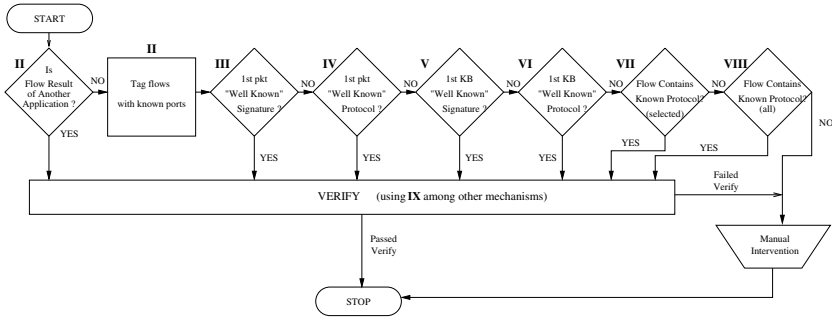 START
II
Is
Flow Result
of Another
Application ?
NO
YES
II
Tag flows
with known ports
III
1st pkt
"Well Known"
Signature ?
NO
YES
IV
1st pkt
"Well Known"
Protocol ?
NO
YES
V
1st KB
"Well Known"
Signature ?
NO
YES
VI
1st KB
"Well Known"
Protocol ?
NO
YES
VII
Flow Contains
Known Protocol?
(selected)
NO
YES
VIII
Flow Contains
Known Protocol?
(all)
NO
YES
VERIFY (using IX among other mechanisms)
Failed
Verify
Passed
Verify
Manual
Intervention
STOP